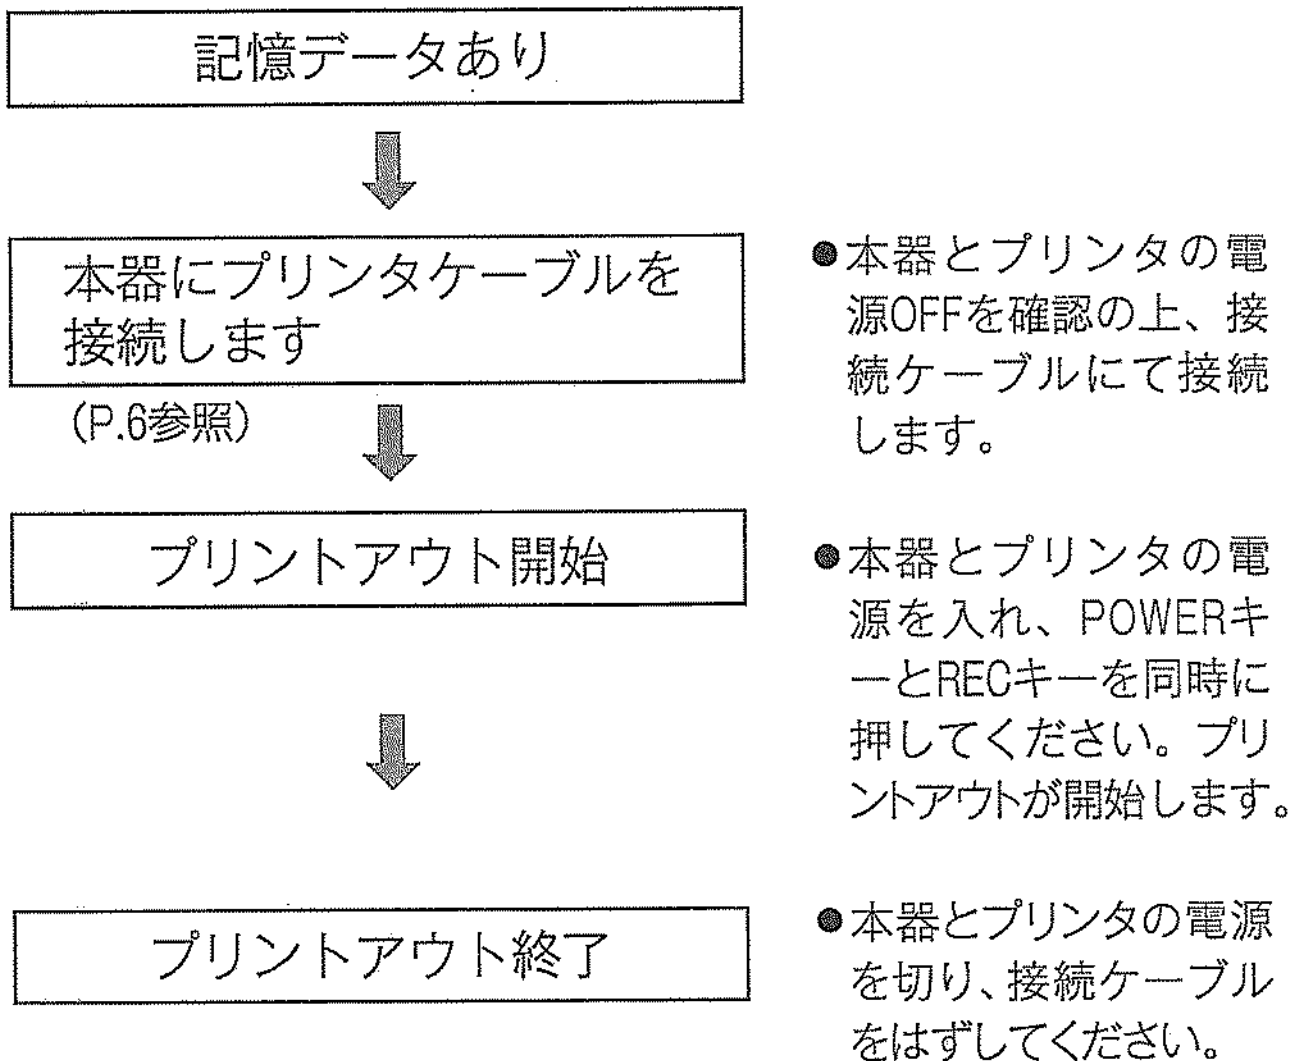 記憶データあり
本器にプリンタケーブルを
接続します
(P.6参照)
●本器とプリンタの電
源OFFを確認の上、接
続ケーブルにて接続
します。
プリントアウト開始
●本器とプリンタの電
源を入れ、POWERキ
ーとRECキーを同時に
押してください。プリ
ントアウトが開始します。
プリントアウト終了
●本器とプリンタの電源
を切り、接続ケーブル
をはずしてください。